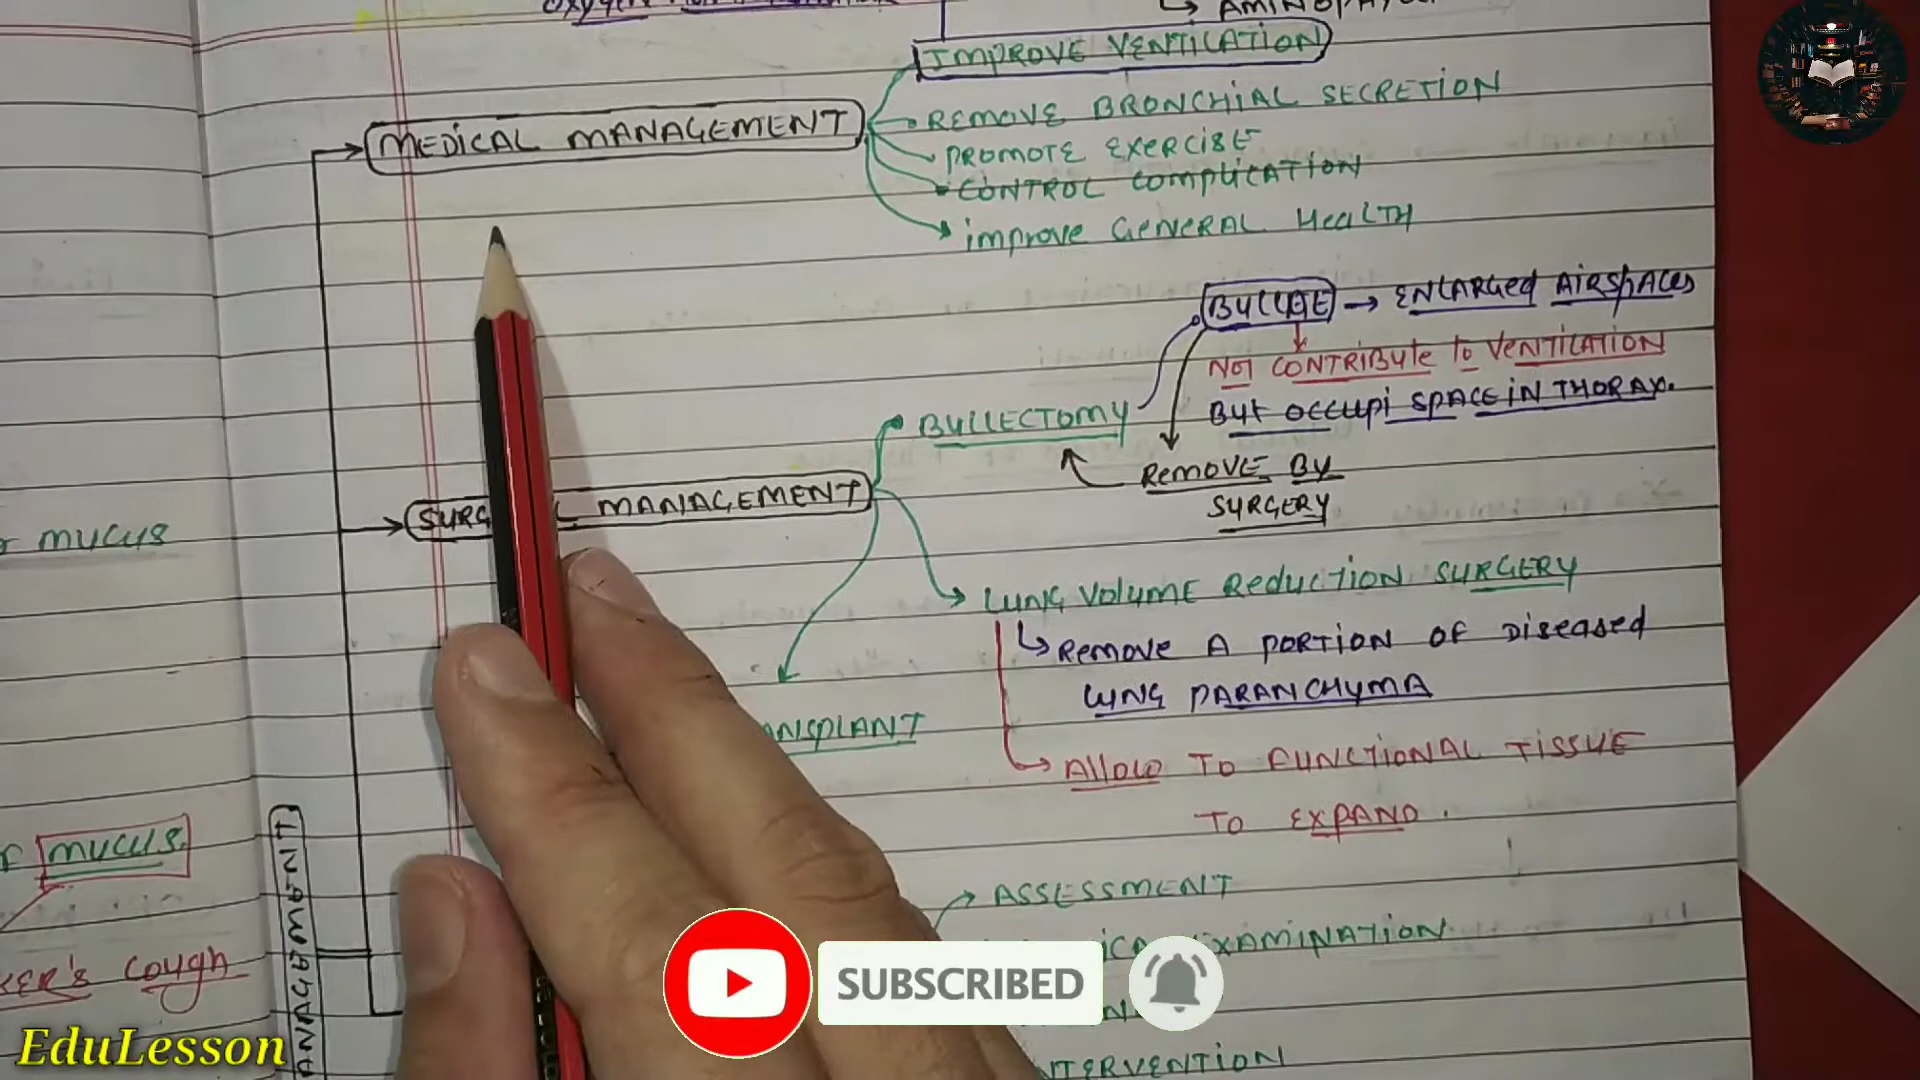 IMPROVE VENTILATION
MEDICAL MANAGEMENT
REMOVE BRONCHIAL SECRETION
PROMOTE EXERCISE
CONTROL COMPLICATION
IMPROVE GENERAL HEALTH
BULLAE → ENLARGED AIRSPACES
NOT CONTRIBUTE TO VENTILATION
BUT OCCUPI SPACE IN THORAX.
BULLECTOMY
REMOVE BY
SURGERY
MANAGEMENT
MUCUS
LUNG VOLUME REDUCTION SURGERY
REMOVE A PORTION OF DISEASED
LUNG PARANCHYMA
ALLOW TO FUNCTIONAL TISSUE
TO EXPAND.
MUCUS.
ASSESSMENT
EXAMINATION
COUGH
SUBSCRIBED
EduLesson